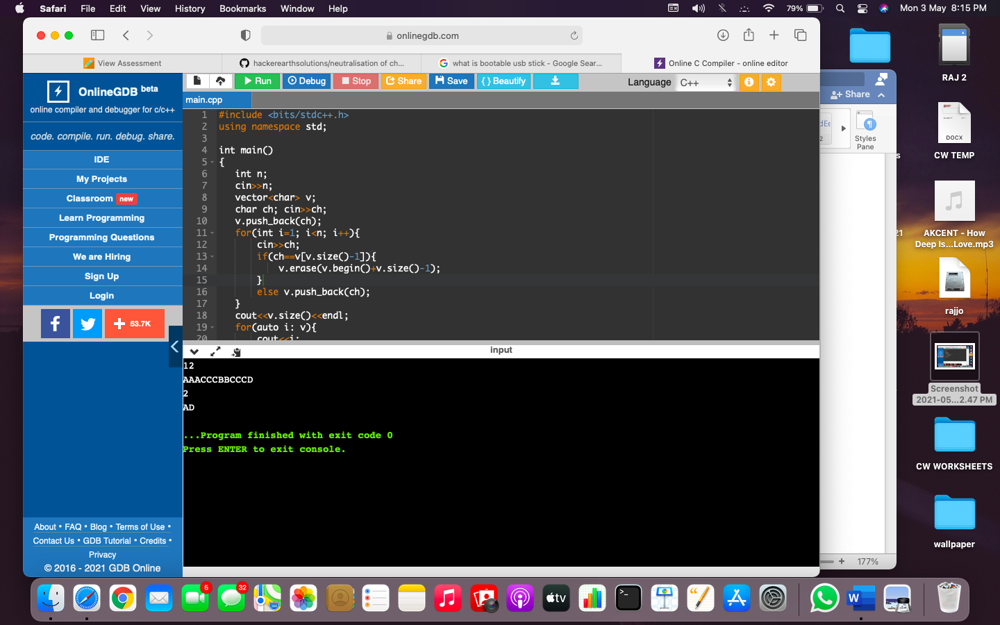 Safari File Edit View History Bookmarks Window Help 79% Mon 3 May 8:15 PM
onlinegdb.com
View Assessment
hackerearthsolutions/neutralisation of ch...
what is bootable usb stick - Google Sear...
Online C Compiler - online editor
OnlineGDB beta
online compiler and debugger for c/c++
code. compile. run. debug. share.
IDE
My Projects
Classroom new
Learn Programming
Programming Questions
We are Hiring
Sign Up
Login
53.7K
About • FAQ • Blog • Terms of Use •
Contact Us • GDB Tutorial • Credits •
Privacy
© 2016 - 2021 GDB Online
Run Debug Stop Share Save {} Beautify
Language C++
main.cpp
1 #include <bits/stdc++.h>
2 using namespace std;
3
4 int main()
5 {
6 int n;
7 cin>>n;
8 vector<char> v;
9 char ch; cin>>ch;
10 v.push_back(ch);
11 for(int i=1; i<n; i++){
12 cin>>ch;
13 if(ch==v[v.size()-1]){
14 v.erase(v.begin()+v.size()-1);
15 }
16 else v.push_back(ch);
17 }
18 cout<<v.size()<<endl;
19 for(auto i: v){
20 cout<<i;
input
12
AAACCCBBCCCD
2
AD
...Program finished with exit code 0
Press ENTER to exit console.
Share
Styles
Pane
177%
RAJ 2
DOCX
CW TEMP
AKCENT - How
Deep Is...Love.mp3
rajjo
Screenshot
2021-05...2.47 PM
CW WORKSHEETS
wallpaper
5
32
tv
W